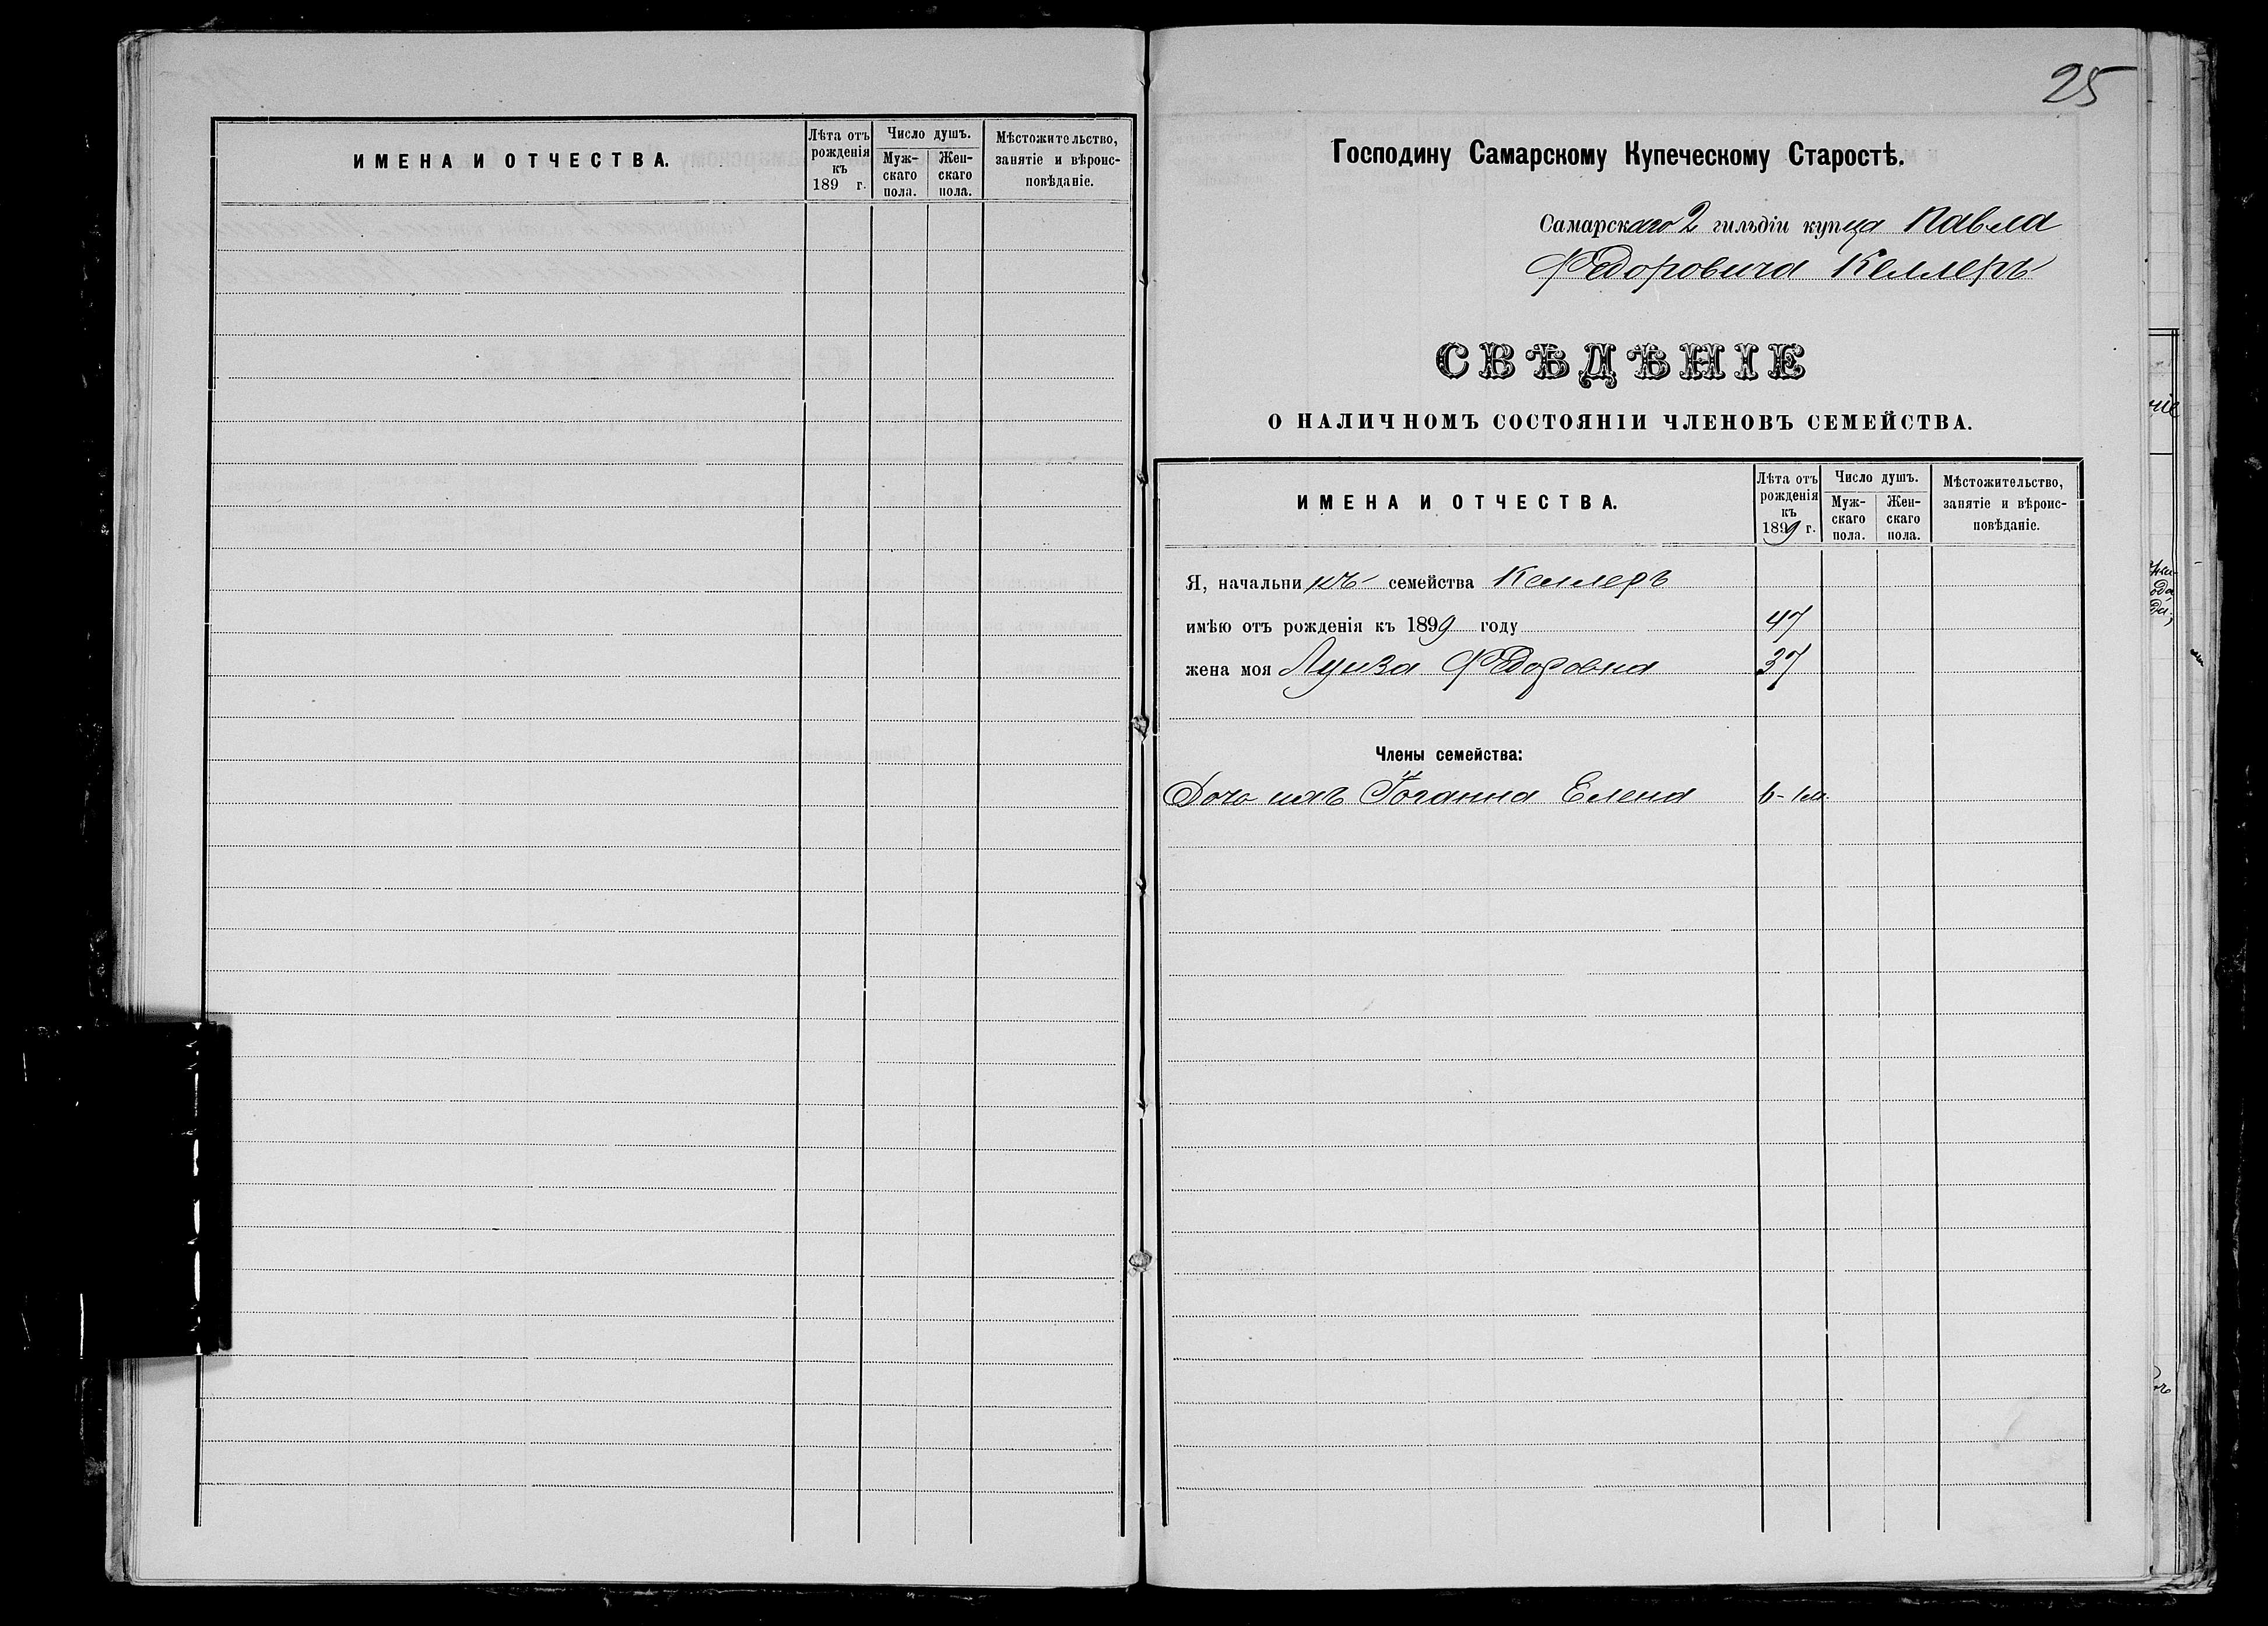 ИМЕНА И ОТЧЕСТВА.
Лѣта отъ рожденія къ 189 г.
Число душъ.
Мужскаго пола.
Женскаго пола.
Мѣстожительство, занятіе и вѣроисповѣданіе.
25
Господину Самарскому Купеческому Старостѣ.
Самарскаго 2 гильдіи купца Павла
Федоровича Келлеръ
СВѢДѢНІЕ
О НАЛИЧНОМЪ СОСТОЯНІИ ЧЛЕНОВЪ СЕМЕЙСТВА.
ИМЕНА И ОТЧЕСТВА.
Лѣта отъ рожденія къ 1899 г.
Число душъ.
Мужскаго пола.
Женскаго пола.
Мѣстожительство, занятіе и вѣроисповѣданіе.
Я, начальникъ семейства Келлеръ
имѣю отъ рожденія къ 1899 году 47
жена моя Луиза Федоровна 37
Члены семейства:
Дочь ихъ Іоганна Елена 6-